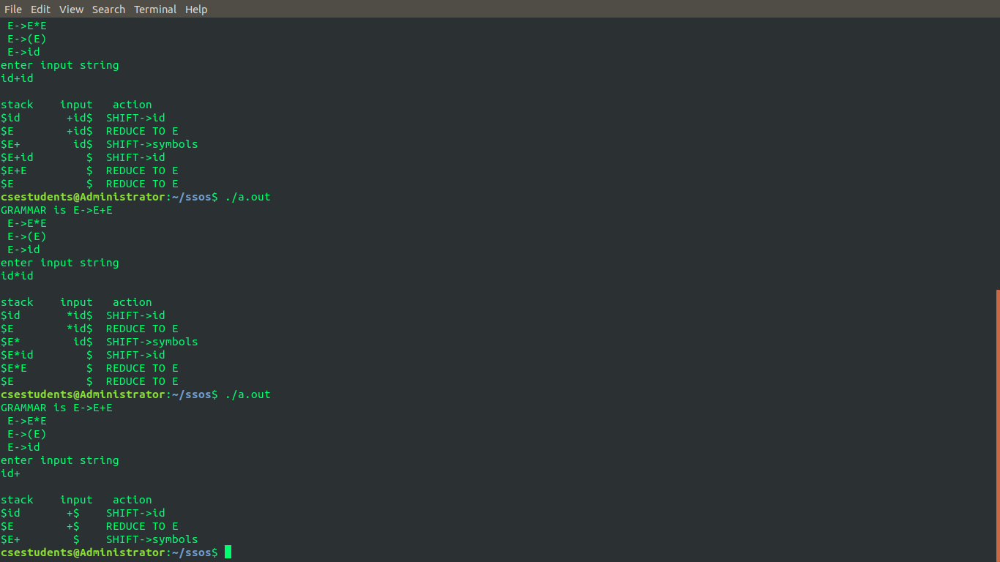 File Edit View Search Terminal Help
 E->E*E
 E->(E)
 E->id
enter input string
id+id

stack    input   action
$id       +id$  SHIFT->id
$E        +id$  REDUCE TO E
$E+        id$  SHIFT->symbols
$E+id        $  SHIFT->id
$E+E         $  REDUCE TO E
$E           $  REDUCE TO E
csestudents@Administrator:~/ssos$ ./a.out
GRAMMAR is E->E+E
 E->E*E
 E->(E)
 E->id
enter input string
id*id

stack    input   action
$id       *id$  SHIFT->id
$E        *id$  REDUCE TO E
$E*        id$  SHIFT->symbols
$E*id        $  SHIFT->id
$E*E         $  REDUCE TO E
$E           $  REDUCE TO E
csestudents@Administrator:~/ssos$ ./a.out
GRAMMAR is E->E+E
 E->E*E
 E->(E)
 E->id
enter input string
id+

stack    input   action
$id       +$    SHIFT->id
$E        +$    REDUCE TO E
$E+        $    SHIFT->symbols
csestudents@Administrator:~/ssos$